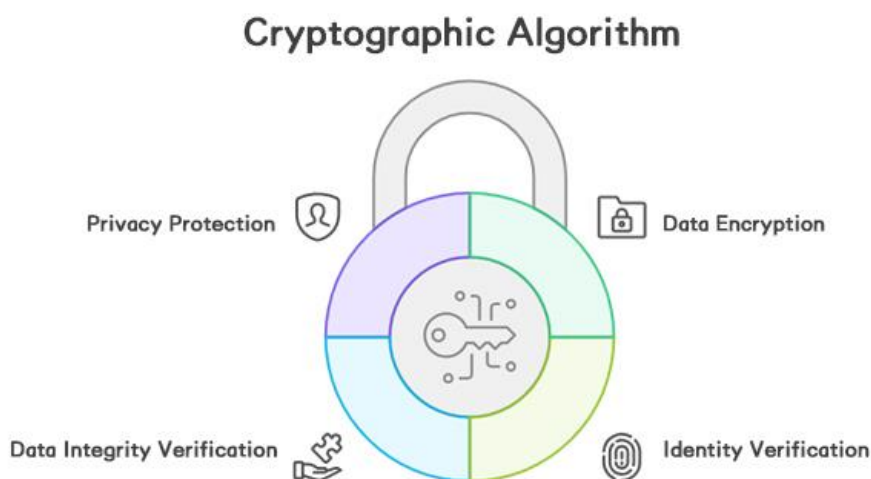 Cryptographic Algorithm
Privacy Protection
Data Encryption
Data Integrity Verification
Identity Verification